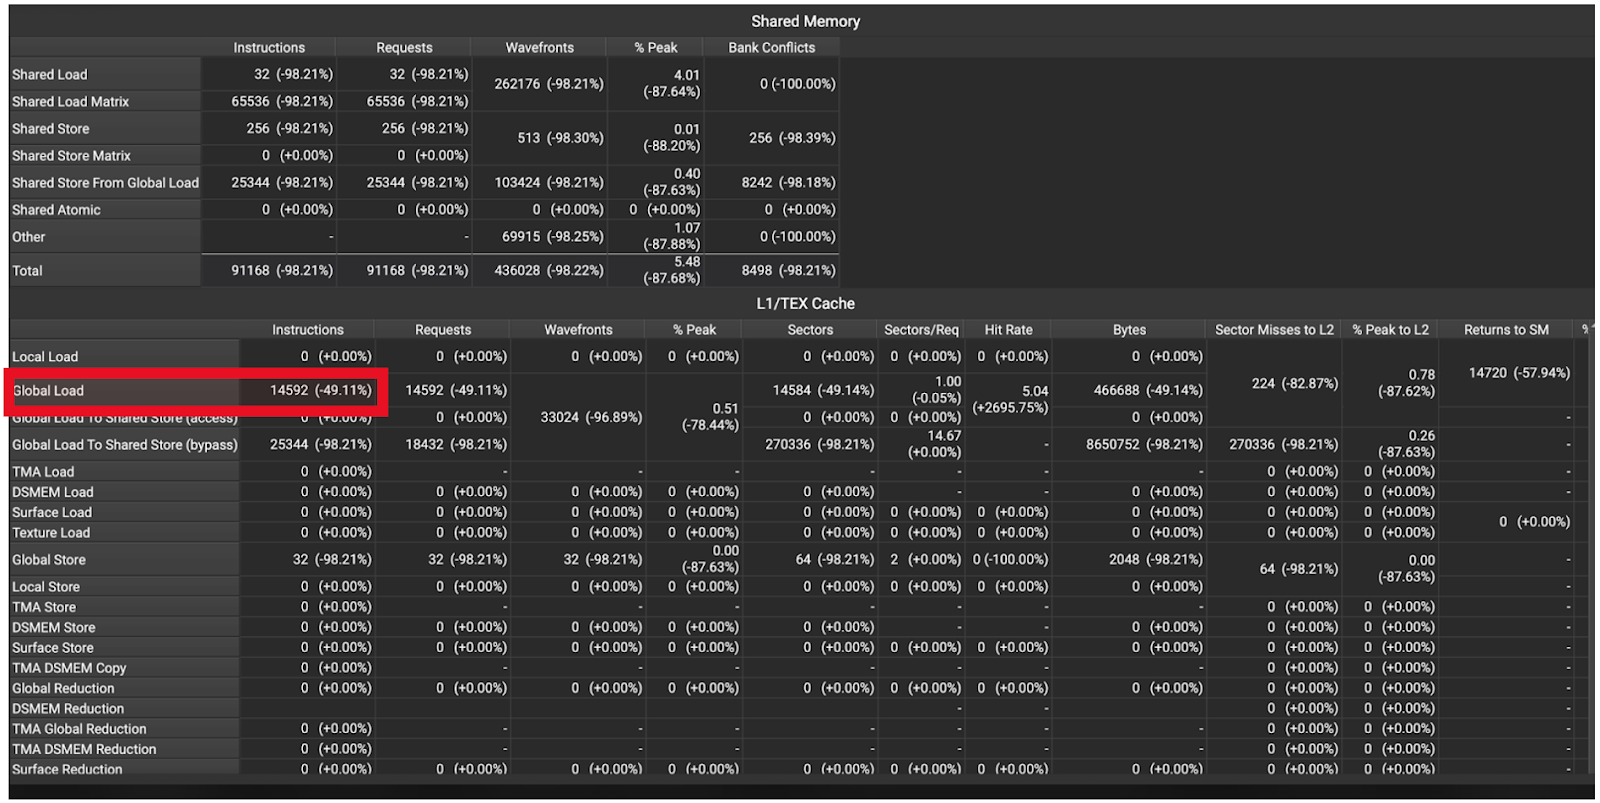 Shared Memory
Instructions Requests Wavefronts % Peak Bank Conflicts
Shared Load 32 (-98.21%) 32 (-98.21%) 262176 (-98.21%) 4.01 (-87.64%) 0 (-100.00%)
Shared Load Matrix 65536 (-98.21%) 65536 (-98.21%)
Shared Store 256 (-98.21%) 256 (-98.21%) 513 (-98.30%) 0.01 (-88.20%) 256 (-98.39%)
Shared Store Matrix 0 (+0.00%) 0 (+0.00%)
Shared Store From Global Load 25344 (-98.21%) 25344 (-98.21%) 103424 (-98.21%) 0.40 (-87.63%) 8242 (-98.18%)
Shared Atomic 0 (+0.00%) 0 (+0.00%) 0 (+0.00%) 0 (+0.00%) 0 (+0.00%)
Other - - 69915 (-98.25%) 1.07 (-87.88%) 0 (-100.00%)
Total 91168 (-98.21%) 91168 (-98.21%) 436028 (-98.22%) 5.48 (-87.68%) 8498 (-98.21%)
L1/TEX Cache
Instructions Requests Wavefronts % Peak Sectors Sectors/Req Hit Rate Bytes Sector Misses to L2 % Peak to L2 Returns to SM %
Local Load 0 (+0.00%) 0 (+0.00%) 0 (+0.00%) 0 (+0.00%) 0 (+0.00%) 0 (+0.00%) 0 (+0.00%) 0 (+0.00%) 224 (-82.87%) 0.78 (-87.62%) 14720 (-57.94%)
Global Load 14592 (-49.11%) 14592 (-49.11%) 33024 (-96.89%) 0.51 (-78.44%) 14584 (-49.14%) 1.00 (-0.05%) 5.04 (+2695.75%) 466688 (-49.14%)
Global Load To Shared Store (access) 0 (+0.00%) 0 (+0.00%) 0 (+0.00%) 0 (+0.00%) 0 (+0.00%) -
Global Load To Shared Store (bypass) 25344 (-98.21%) 18432 (-98.21%) 270336 (-98.21%) 14.67 (+0.00%) - 8650752 (-98.21%) 270336 (-98.21%) 0.26 (-87.63%) -
TMA Load 0 (+0.00%) - - - - - - - 0 (+0.00%) 0 (+0.00%) -
DSMEM Load 0 (+0.00%) 0 (+0.00%) 0 (+0.00%) 0 (+0.00%) 0 (+0.00%) - - 0 (+0.00%) 0 (+0.00%) 0 (+0.00%) -
Surface Load 0 (+0.00%) 0 (+0.00%) 0 (+0.00%) 0 (+0.00%) 0 (+0.00%) 0 (+0.00%) 0 (+0.00%) 0 (+0.00%) 0 (+0.00%) 0 (+0.00%) 0 (+0.00%)
Texture Load 0 (+0.00%) 0 (+0.00%) 0 (+0.00%) 0 (+0.00%) 0 (+0.00%) 0 (+0.00%) 0 (+0.00%) 0 (+0.00%) 0 (+0.00%) 0 (+0.00%)
Global Store 32 (-98.21%) 32 (-98.21%) 32 (-98.21%) 0.00 (-87.63%) 64 (-98.21%) 2 (+0.00%) 0 (-100.00%) 2048 (-98.21%) 64 (-98.21%) 0.00 (-87.63%) -
Local Store 0 (+0.00%) 0 (+0.00%) 0 (+0.00%) 0 (+0.00%) 0 (+0.00%) 0 (+0.00%) 0 (+0.00%) 0 (+0.00%) -
TMA Store 0 (+0.00%) - - - - - - - 0 (+0.00%) 0 (+0.00%) -
DSMEM Store 0 (+0.00%) 0 (+0.00%) 0 (+0.00%) 0 (+0.00%) 0 (+0.00%) - - 0 (+0.00%) 0 (+0.00%) 0 (+0.00%) -
Surface Store 0 (+0.00%) 0 (+0.00%) 0 (+0.00%) 0 (+0.00%) 0 (+0.00%) 0 (+0.00%) 0 (+0.00%) 0 (+0.00%) 0 (+0.00%) 0 (+0.00%) -
TMA DSMEM Copy 0 (+0.00%) - - - - - - - 0 (+0.00%) 0 (+0.00%) -
Global Reduction 0 (+0.00%) 0 (+0.00%) 0 (+0.00%) 0 (+0.00%) 0 (+0.00%) 0 (+0.00%) 0 (+0.00%) 0 (+0.00%) 0 (+0.00%) 0 (+0.00%) -
DSMEM Reduction - - 0 (+0.00%) 0 (+0.00%) -
TMA Global Reduction 0 (+0.00%) - - - - - - - 0 (+0.00%) 0 (+0.00%) -
TMA DSMEM Reduction 0 (+0.00%) - - - - - - - 0 (+0.00%) 0 (+0.00%) -
Surface Reduction 0 (+0.00%) 0 (+0.00%) 0 (+0.00%) 0 (+0.00%) 0 (+0.00%) 0 (+0.00%) 0 (+0.00%) 0 (+0.00%) 0 (+0.00%) 0 (+0.00%) -